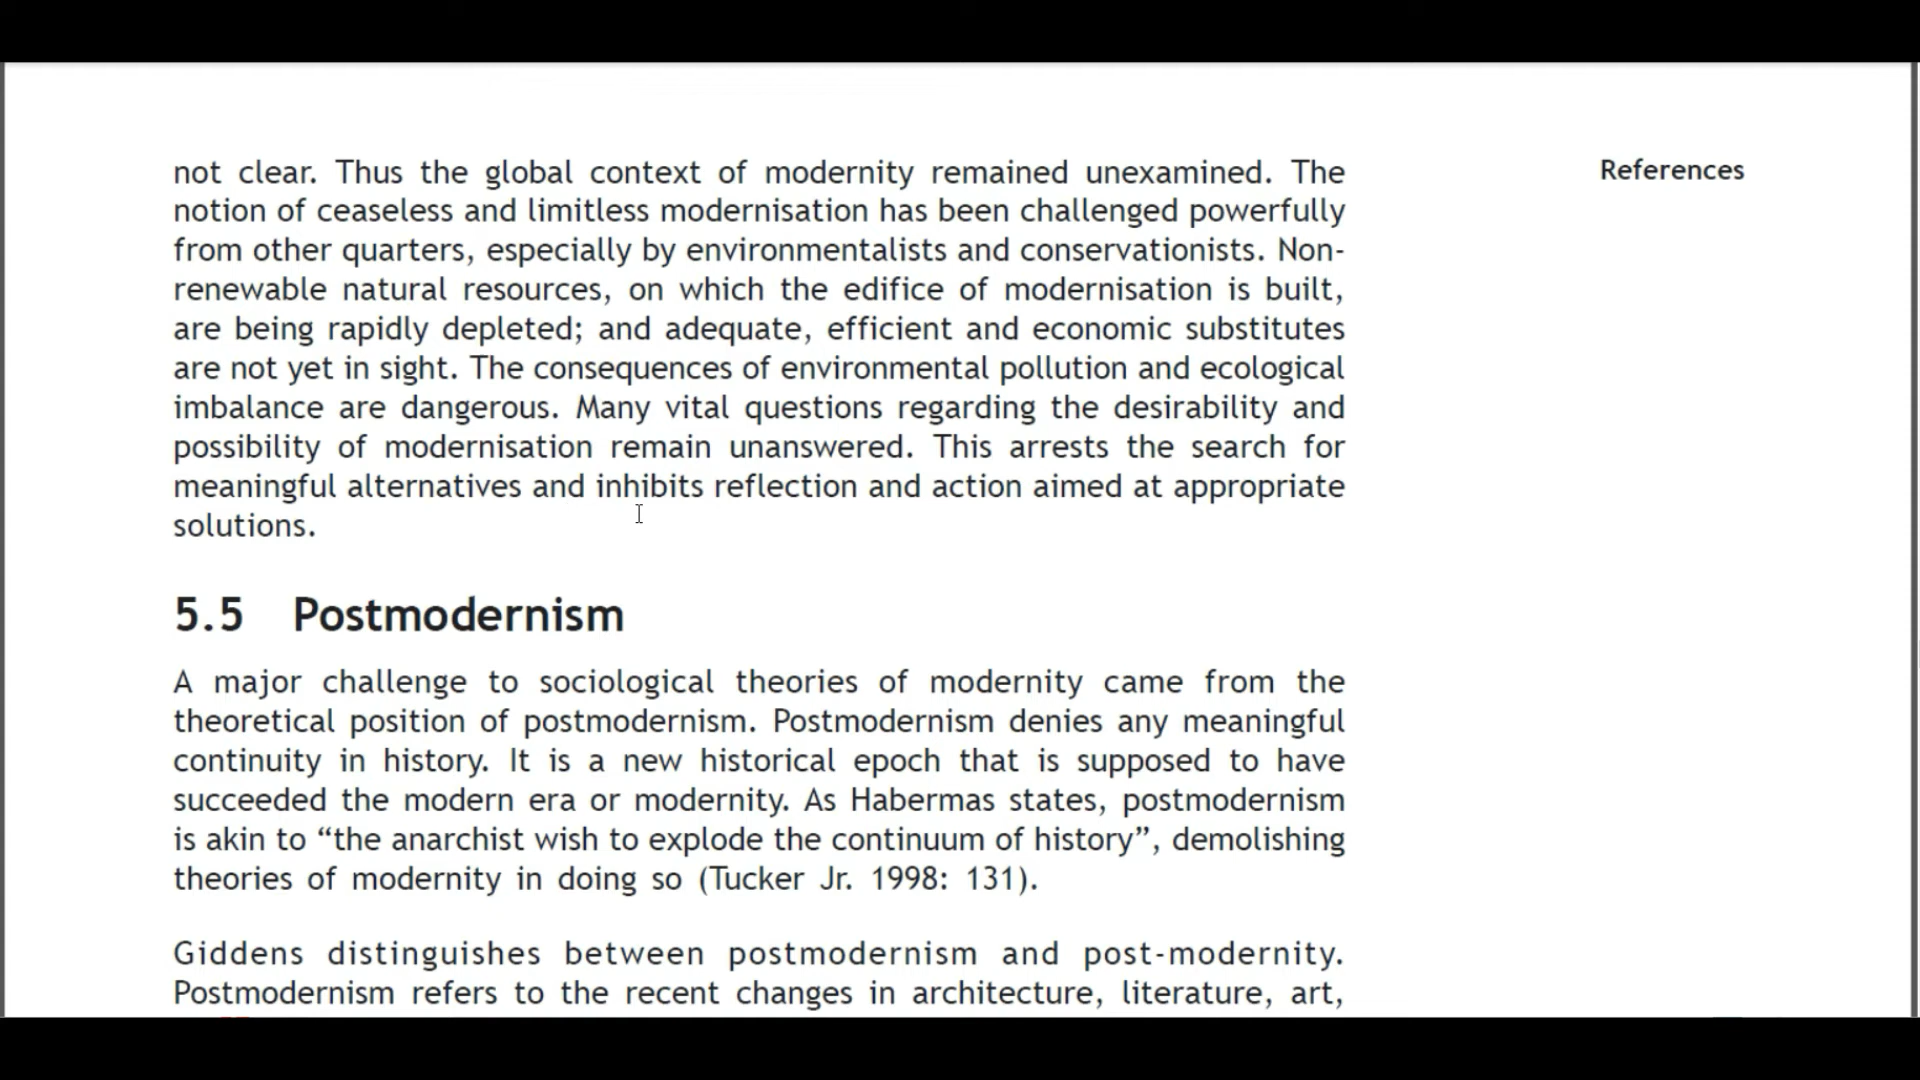 not clear. Thus the global context of modernity remained unexamined. The
notion of ceaseless and limitless modernisation has been challenged powerfully
from other quarters, especially by environmentalists and conservationists. Non-
renewable natural resources, on which the edifice of modernisation is built,
are being rapidly depleted; and adequate, efficient and economic substitutes
are not yet in sight. The consequences of environmental pollution and ecological
imbalance are dangerous. Many vital questions regarding the desirability and
possibility of modernisation remain unanswered. This arrests the search for
meaningful alternatives and inhibits reflection and action aimed at appropriate
solutions.
References
5.5 Postmodernism
A major challenge to sociological theories of modernity came from the
theoretical position of postmodernism. Postmodernism denies any meaningful
continuity in history. It is a new historical epoch that is supposed to have
succeeded the modern era or modernity. As Habermas states, postmodernism
is akin to “the anarchist wish to explode the continuum of history”, demolishing
theories of modernity in doing so (Tucker Jr. 1998: 131).
Giddens distinguishes between postmodernism and post-modernity.
Postmodernism refers to the recent changes in architecture, literature, art,